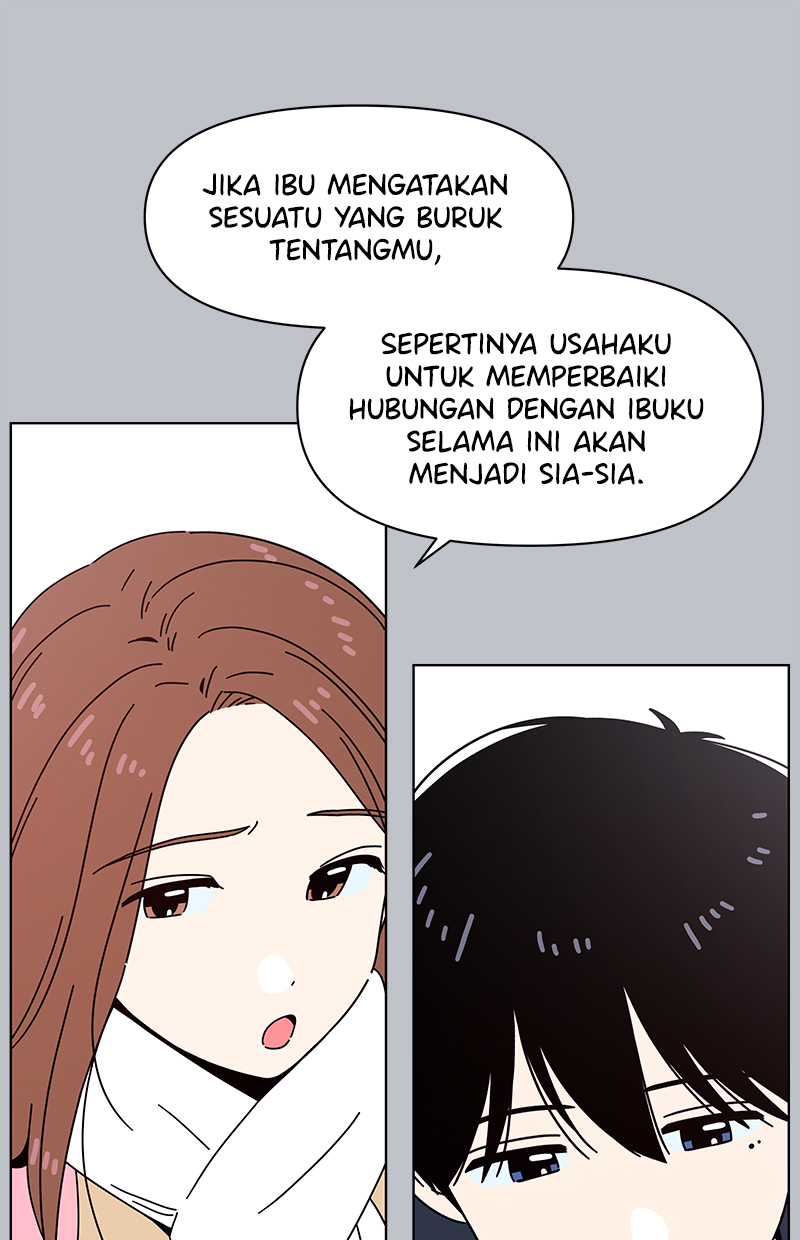 JIKA IBU MENGATAKAN
SESUATU YANG BURUK
TENTANGMU,
SEPERTINYA USAHAKU
UNTUK MEMPERBAIKI
HUBUNGAN DENGAN IBUKU
SELAMA INI AKAN
MENJADI SIA-SIA.